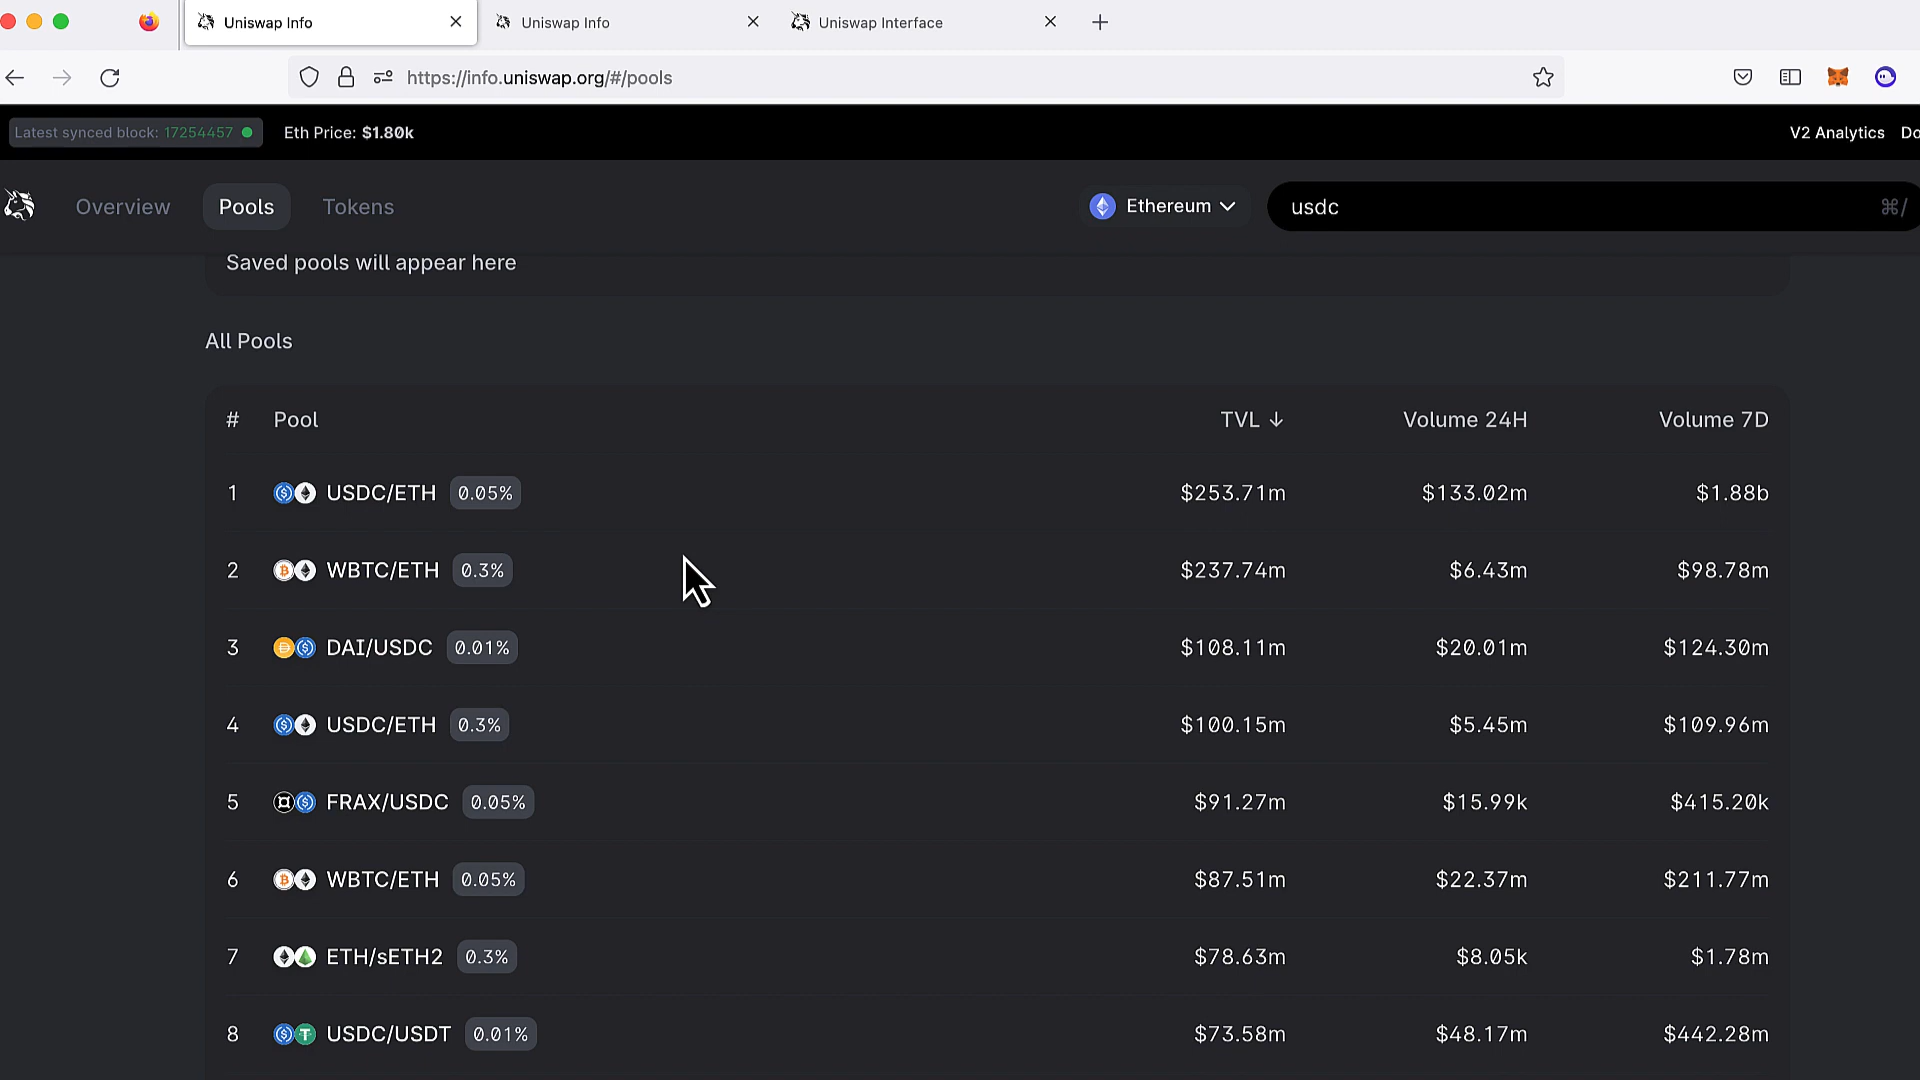 Uniswap Info
Uniswap Info
Uniswap Interface
https://info.uniswap.org/#/pools
Latest synced block: 17254457
Eth Price: $1.80k
V2 Analytics
Do
Overview
Pools
Tokens
Ethereum
usdc
⌘/
Saved pools will appear here
All Pools
# Pool TVL ↓ Volume 24H Volume 7D
1 USDC/ETH 0.05% $253.71m $133.02m $1.88b
2 WBTC/ETH 0.3% $237.74m $6.43m $98.78m
3 DAI/USDC 0.01% $108.11m $20.01m $124.30m
4 USDC/ETH 0.3% $100.15m $5.45m $109.96m
5 FRAX/USDC 0.05% $91.27m $15.99k $415.20k
6 WBTC/ETH 0.05% $87.51m $22.37m $211.77m
7 ETH/sETH2 0.3% $78.63m $8.05k $1.78m
8 USDC/USDT 0.01% $73.58m $48.17m $442.28m